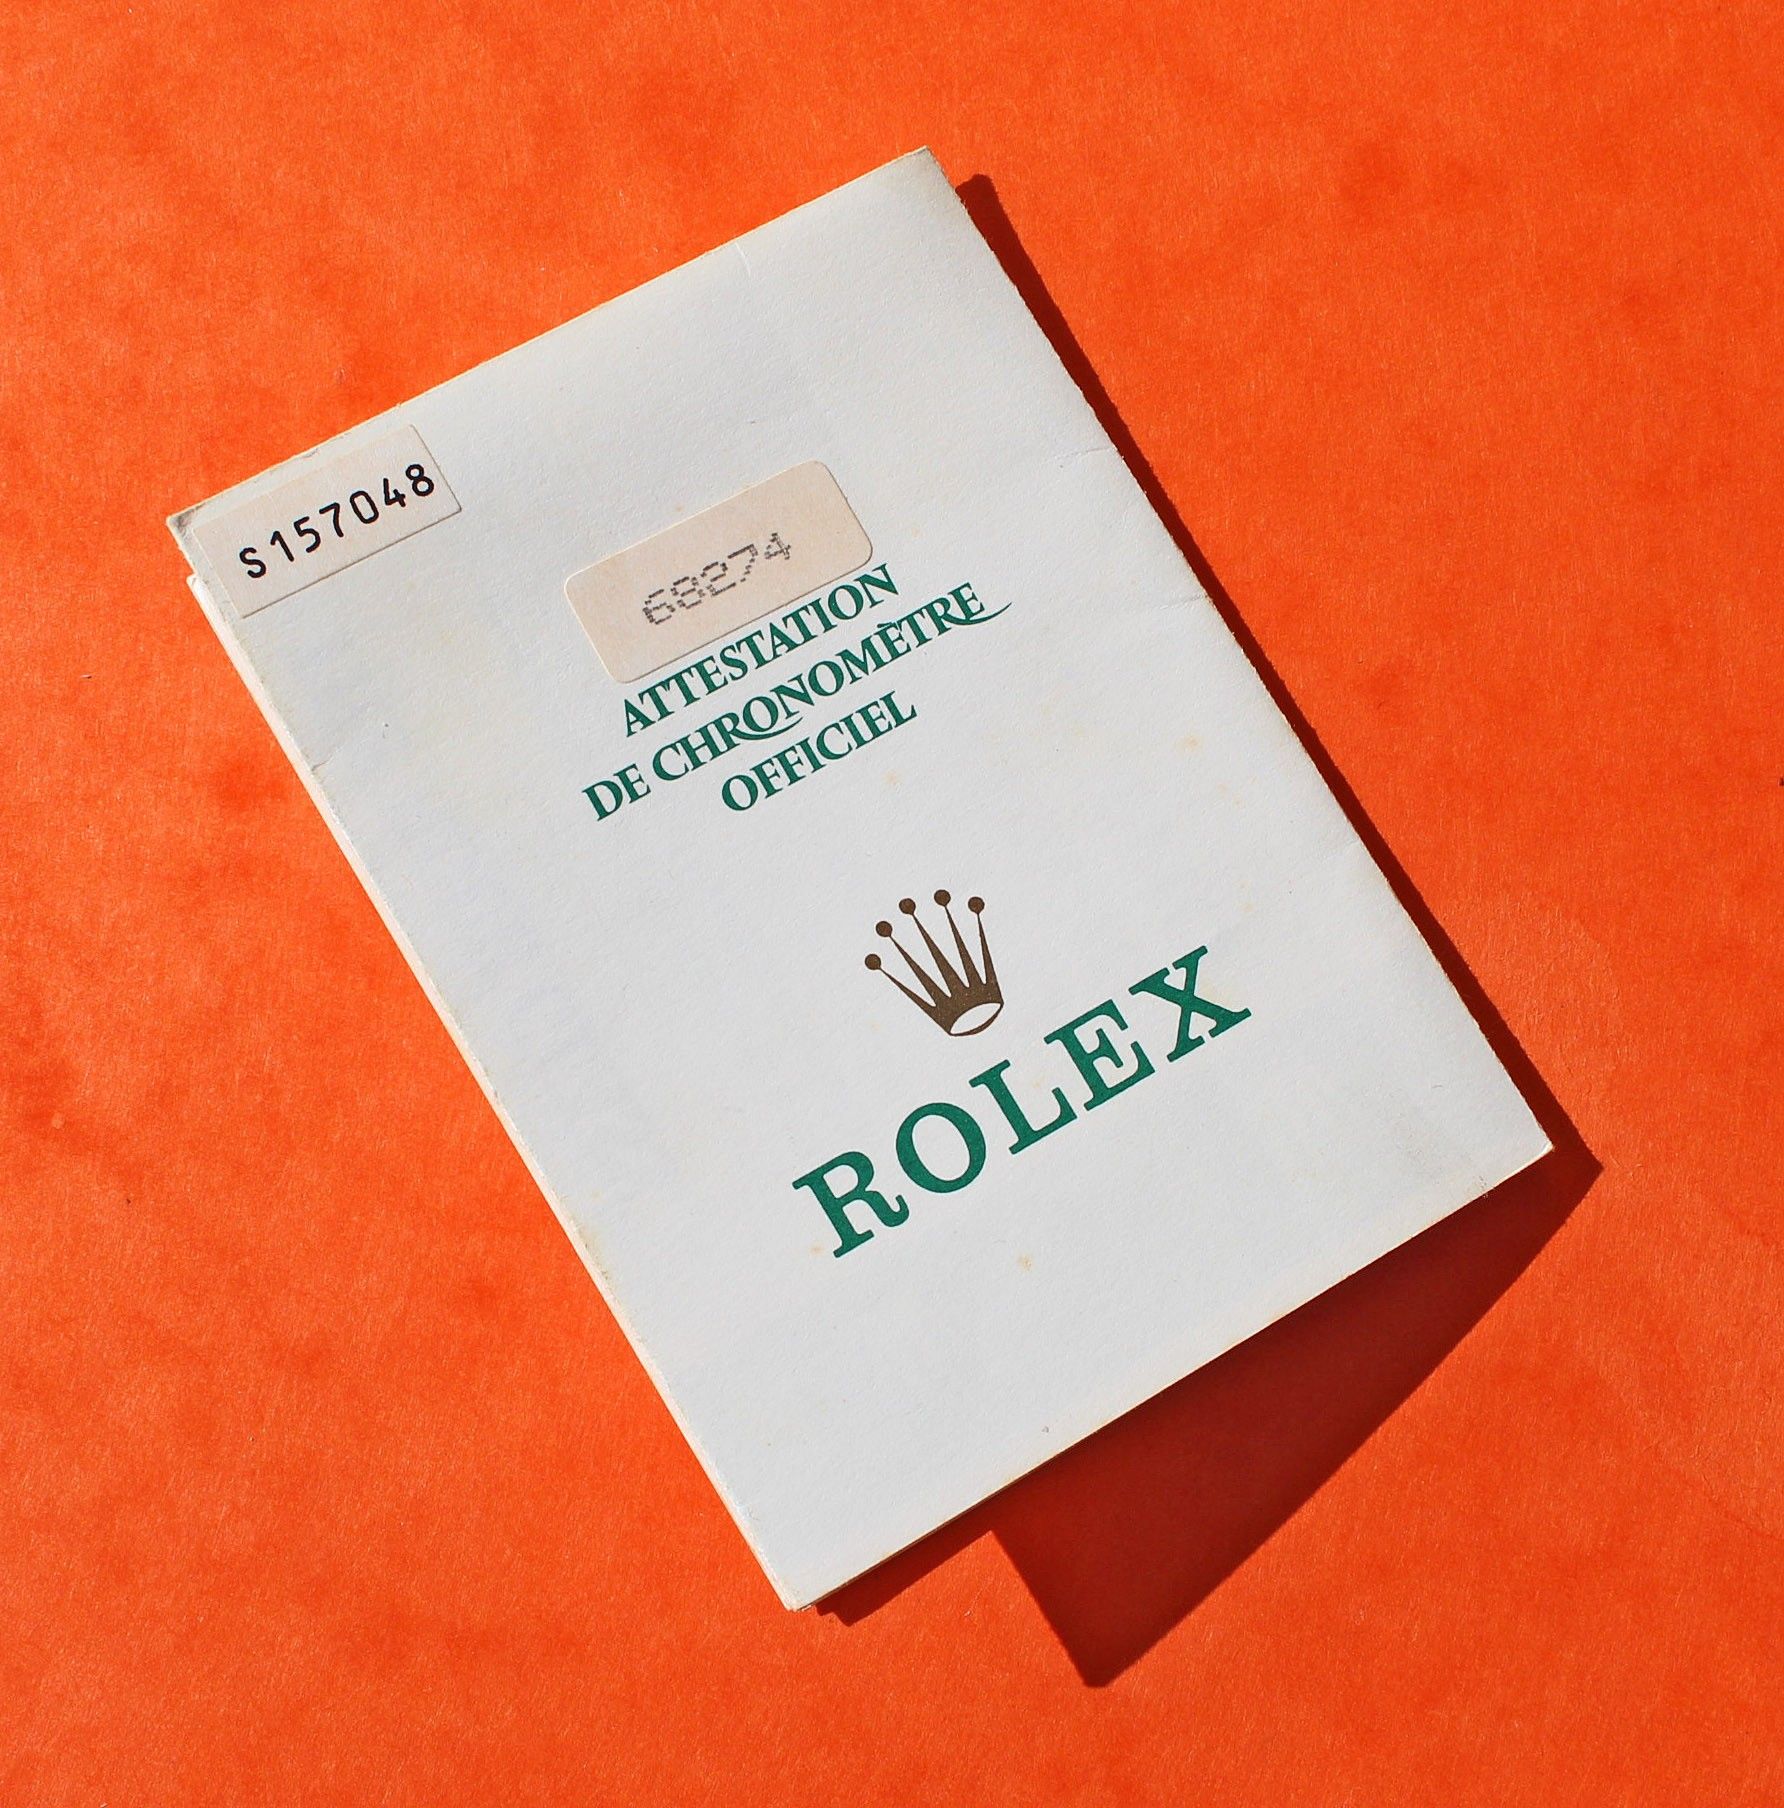 S157048
68274
ATTESTATION
DE CHRONOMÈTRE
OFFICIEL
ROLEX